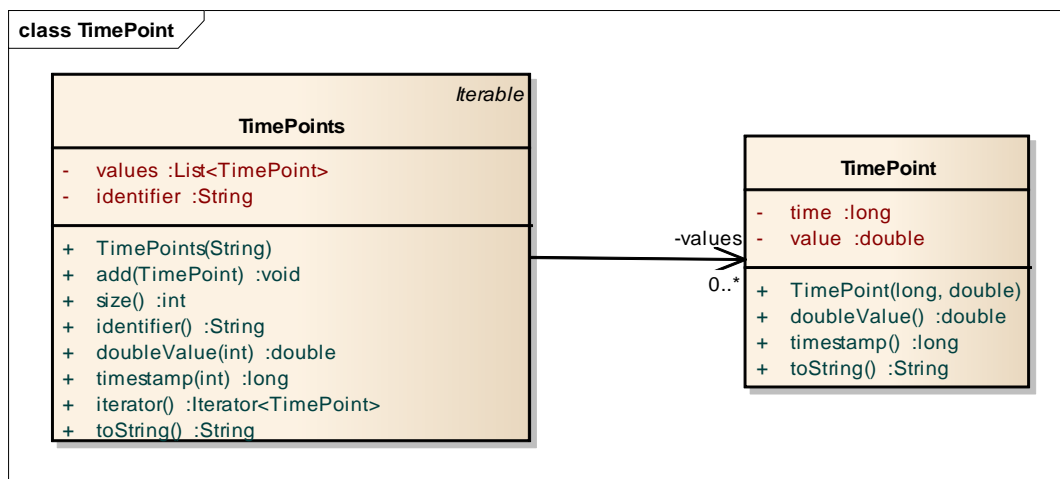 class TimePoint
Iterable
TimePoints
- values :List<TimePoint>
- identifier :String
+ TimePoints(String)
+ add(TimePoint) :void
+ size() :int
+ identifier() :String
+ doubleValue(int) :double
+ timestamp(int) :long
+ iterator() :Iterator<TimePoint>
+ toString() :String
-values
0..*
TimePoint
- time :long
- value :double
+ TimePoint(long, double)
+ doubleValue() :double
+ timestamp() :long
+ toString() :String